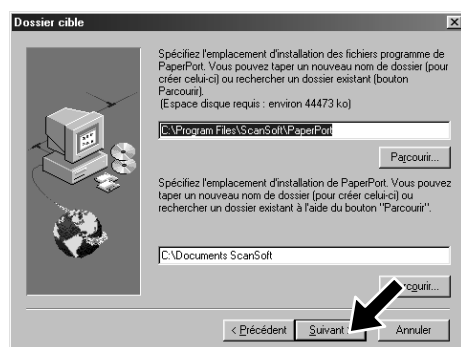 Dossier cible
Spécifiez l'emplacement d'installation des fichiers programme de
PaperPort. Vous pouvez taper un nouveau nom de dossier (pour
créer celui-ci) ou rechercher un dossier existant (bouton
Parcourir).
(Espace disque requis : environ 44473 ko)
C:\Program Files\ScanSoft\PaperPort
Parcourir...
Spécifiez l'emplacement d'installation de PaperPort. Vous pouvez
taper un nouveau nom de dossier (pour créer celui-ci) ou
rechercher un dossier existant à l'aide du bouton "Parcourir".
C:\Documents ScanSoft
< Précédent Suivant Annuler